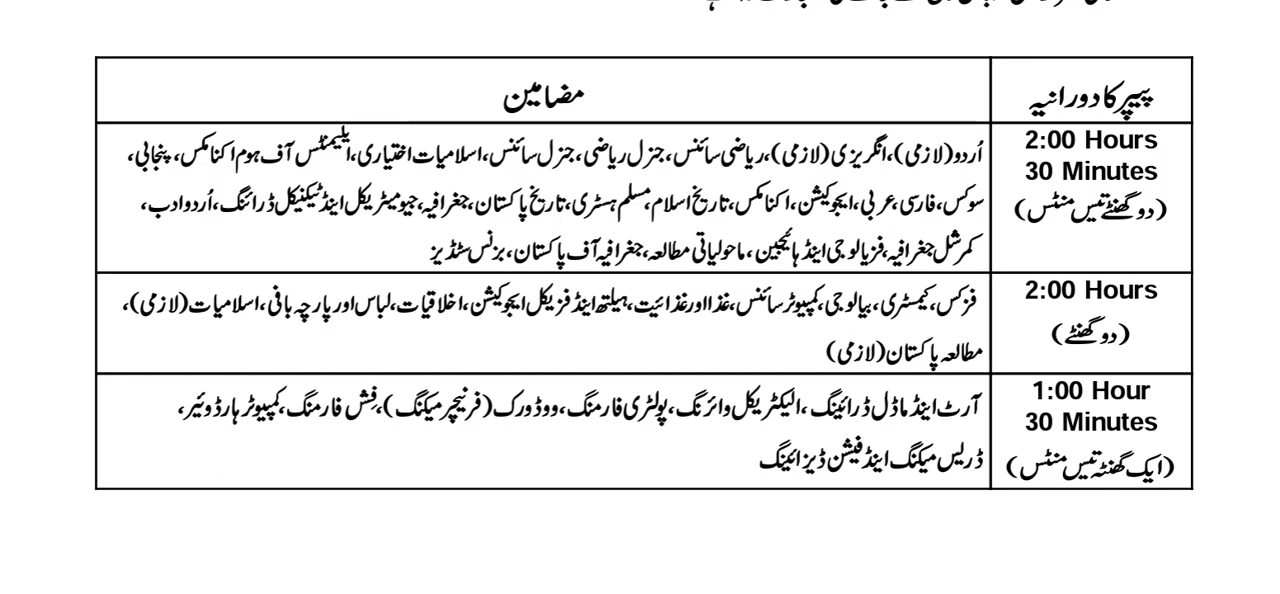 پیپر کا دورانیہ
مضامین
2:00 Hours
30 Minutes
(دو گھنٹے تیس منٹس)
اُردو(لازمی)،انگریزی(لازمی)،ریاضی سائنس، جنرل ریاضی، جنرل سائنس،اسلامیات اختیاری،ایلیمنٹس آف ہوم اکنامکس، پنجابی،
سوکس،فارسی،عربی،ایجوکیشن،اکنامکس،تاریخ اسلام،مسلم ہسٹری،تاریخ پاکستان،جغرافیہ،جیومیٹریکل اینڈ ٹیکنیکل ڈرائنگ،اُردو ادب،
کمرشل جغرافیہ،فزیالوجی اینڈ ہائیجین ، ماحولیاتی مطالعہ،جغرافیہ آف پاکستان،بزنس سٹڈیز
2:00 Hours
(دو گھنٹے)
فزکس،کیمسٹری،بیالوجی،کمپیوٹر سائنس،غذا اور غذائیت،ہیلتھ اینڈ فزیکل ایجوکیشن،اخلاقیات،لباس اور پارچہ بافی،اسلامیات(لازمی)،
مطالعہ پاکستان(لازمی)
1:00 Hour
30 Minutes
(ایک گھنٹہ تیس منٹس)
آرٹ اینڈ ماڈل ڈرائینگ ،الیکٹریکل وائرنگ،پولٹری فارمنگ،ووڈ ورک(فرنیچر میکنگ)،فِش فارمنگ،کمپیوٹر ہارڈوئیر،
ڈریس میکنگ اینڈ فیشن ڈیزائینگ